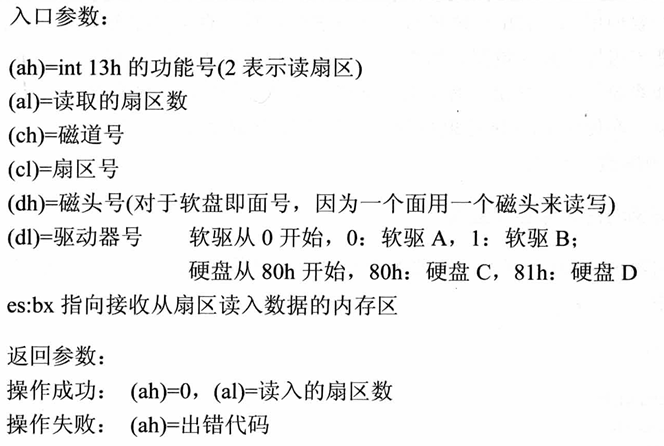 入口参数：
(ah)=int 13h 的功能号(2 表示读扇区)
(al)=读取的扇区数
(ch)=磁道号
(cl)=扇区号
(dh)=磁头号(对于软盘即面号，因为一个面用一个磁头来读写)
(dl)=驱动器号 软驱从 0 开始，0：软驱 A，1：软驱 B；
硬盘从 80h 开始，80h：硬盘 C，81h：硬盘 D
es:bx 指向接收从扇区读入数据的内存区
返回参数：
操作成功： (ah)=0，(al)=读入的扇区数
操作失败： (ah)=出错代码